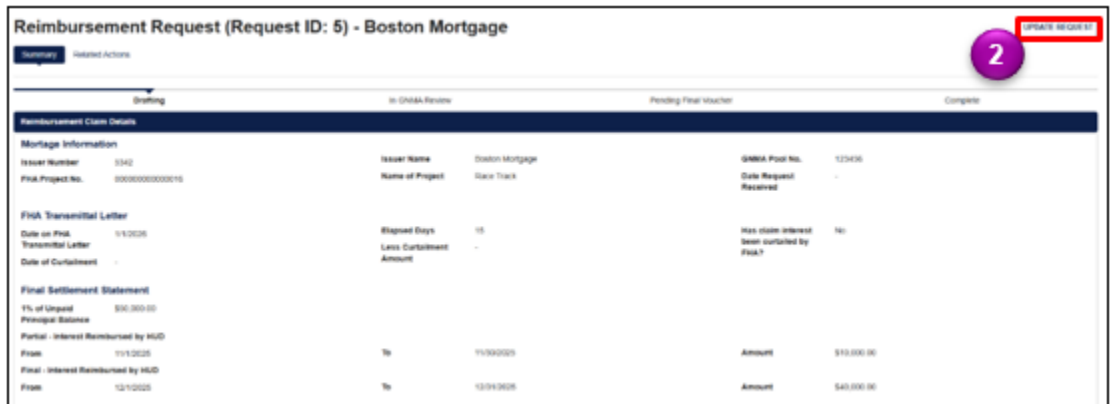 Reimbursement Request (Request ID: 5) - Boston Mortgage
UPDATE REQUEST
2
Summary Related Actions
Drafting In GNMA Review Pending Final Voucher Complete
Reimbursement Claim Details
Mortage Information
Issuer Number 9342 Issuer Name Boston Mortgage GNMA Pool No. 123456
FHA Project No. Name of Project Race Track Date Request Received -
FHA Transmittal Letter
Date on FHA Transmittal Letter 1/1/2026 Elapsed Days 15 Has claim interest been curtailed by FHA? No
Date of Curtailment - Less Curtailment Amount -
Final Settlement Statement
1% of Unpaid Principal Balance
Partial - Interest Reimbursed by HUD
From 11/1/2025 To 11/30/2025 Amount $10,000.00
Final - Interest Reimbursed by HUD
From 12/1/2025 To 12/31/2025 Amount $40,000.00